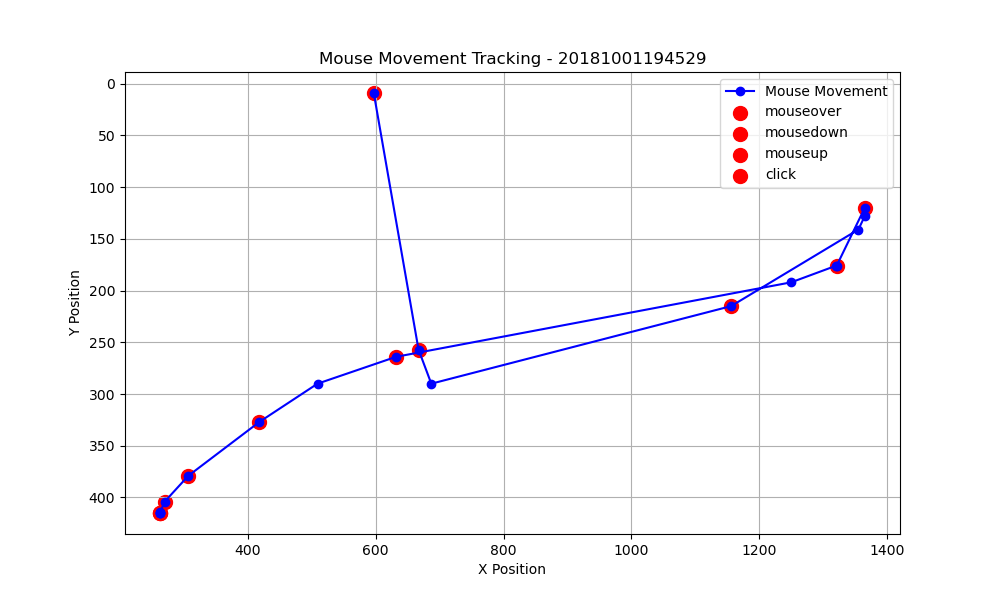 Mouse Movement Tracking - 20181001194529
Mouse Movement
mouseover
mousedown
mouseup
click
0
50
100
150
200
250
300
350
400
Y Position
400
600
800
1000
1200
1400
X Position